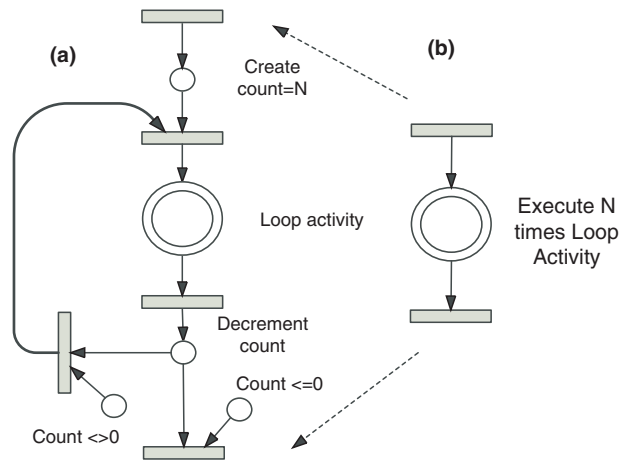 (a)
(b)
Create
count=N
Loop activity
Execute N
times Loop
Activity
Decrement
count
Count <=0
Count <>0